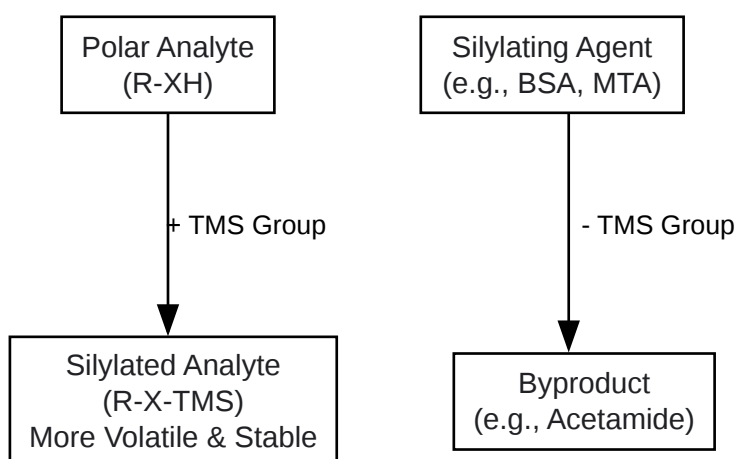 Polar Analyte
(R-XH)
Silylating Agent
(e.g., BSA, MTA)
+ TMS Group
- TMS Group
Silylated Analyte
(R-X-TMS)
More Volatile & Stable
Byproduct
(e.g., Acetamide)